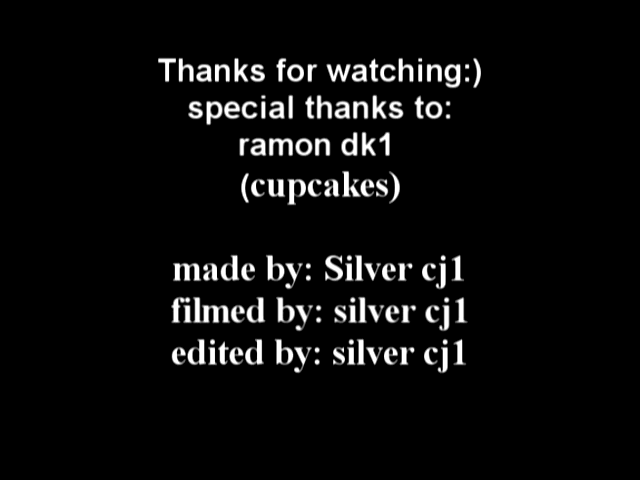 Thanks for watching:)
special thanks to:
ramon dk1
(cupcakes)
made by: Silver cj1
filmed by: silver cj1
edited by: silver cj1